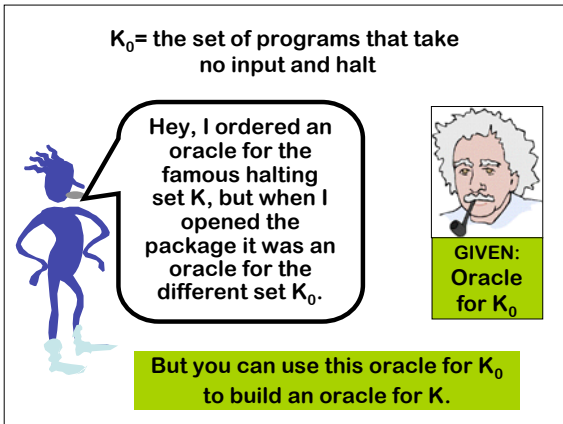 K₀= the set of programs that take
no input and halt
Hey, I ordered an
oracle for the
famous halting
set K, but when I
opened the
package it was an
oracle for the
different set K₀.
GIVEN:
Oracle
for K₀
But you can use this oracle for K₀
to build an oracle for K.